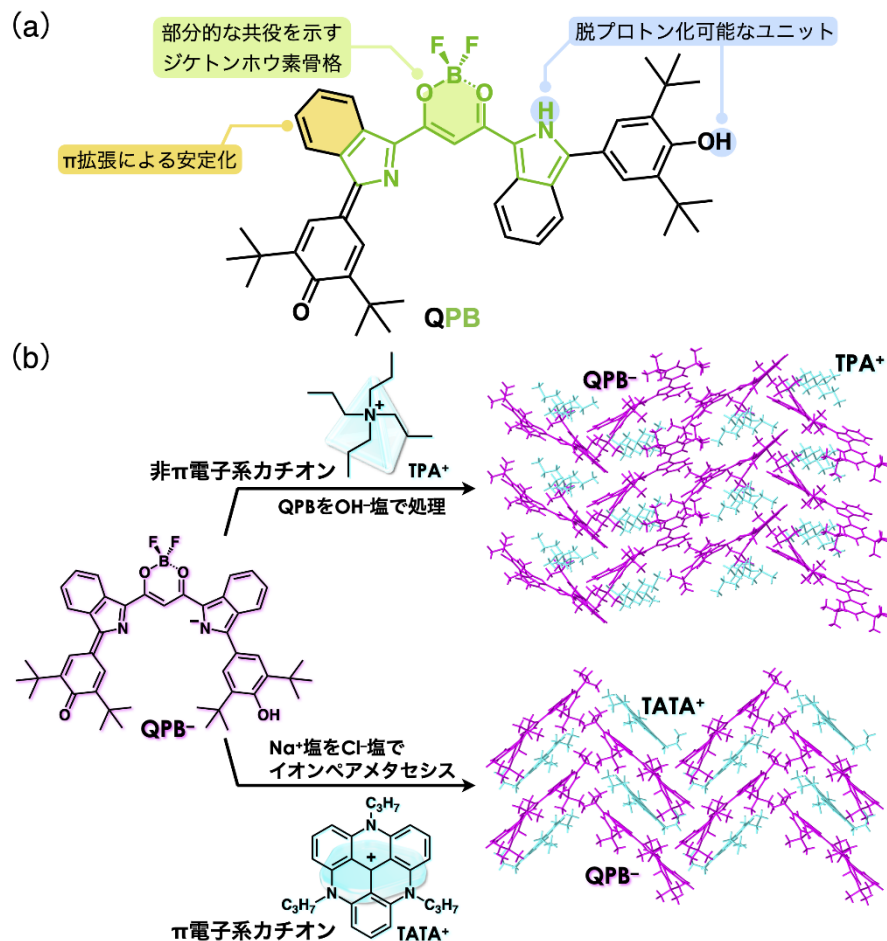 (a)
部分的な共役を示す
ジケトンホウ素骨格
脱プロトン化可能なユニット
F F
B
O O
H
N
OH
π拡張による安定化
N
O
QPB
(b)
N
+
TPA⁺
非π電子系カチオン
QPBをOH⁻塩で処理
QPB⁻
TPA⁺
F F
B
O O
N
N
–
O
OH
QPB⁻
Na⁺塩をCl⁻塩で
イオンペアメタセシス
C₃H₇
N
+
N
N
C₃H₇
C₃H₇
π電子系カチオン
TATA⁺
TATA⁺
QPB⁻